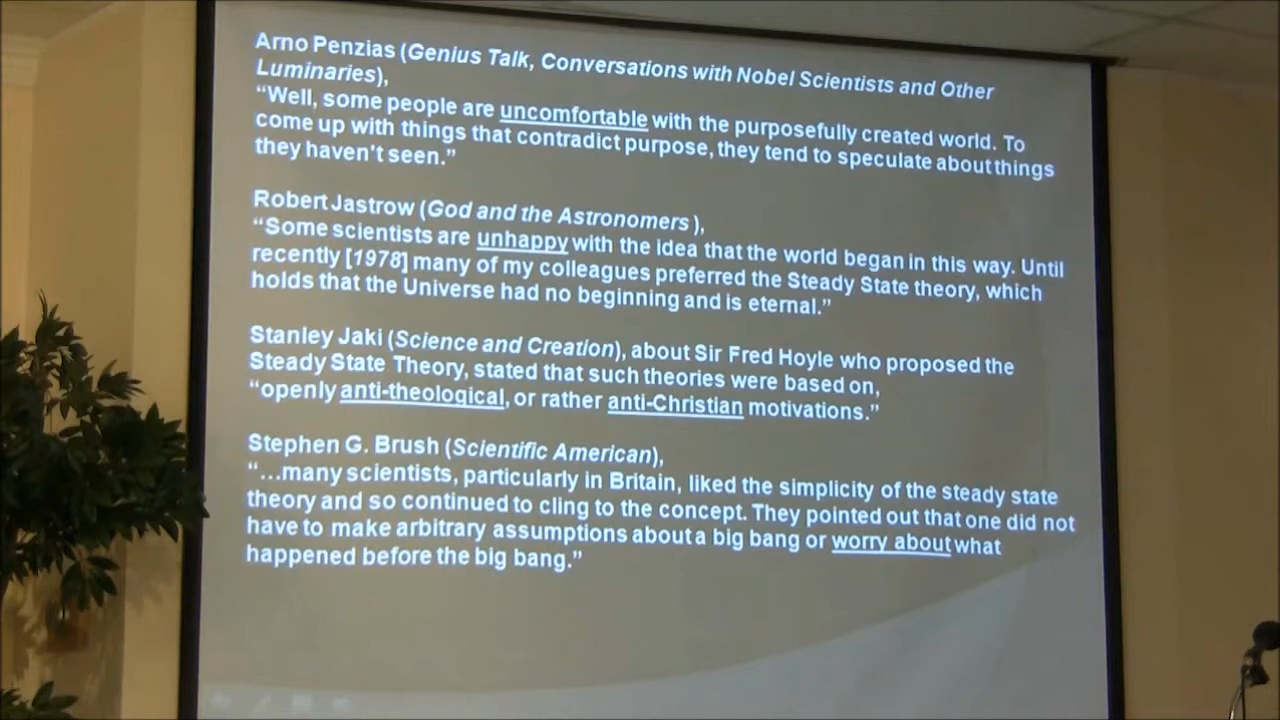 Arno Penzias (Genius Talk, Conversations with Nobel Scientists and Other
Luminaries),
“Well, some people are uncomfortable with the purposefully created world. To
come up with things that contradict purpose, they tend to speculate about things
they haven't seen.”
Robert Jastrow (God and the Astronomers ),
“Some scientists are unhappy with the idea that the world began in this way. Until
recently [1978] many of my colleagues preferred the Steady State theory, which
holds that the Universe had no beginning and is eternal.”
Stanley Jaki (Science and Creation), about Sir Fred Hoyle who proposed the
Steady State Theory, stated that such theories were based on,
“openly anti-theological, or rather anti-Christian motivations.”
Stephen G. Brush (Scientific American),
“...many scientists, particularly in Britain, liked the simplicity of the steady state
theory and so continued to cling to the concept. They pointed out that one did not
have to make arbitrary assumptions about a big bang or worry about what
happened before the big bang.”